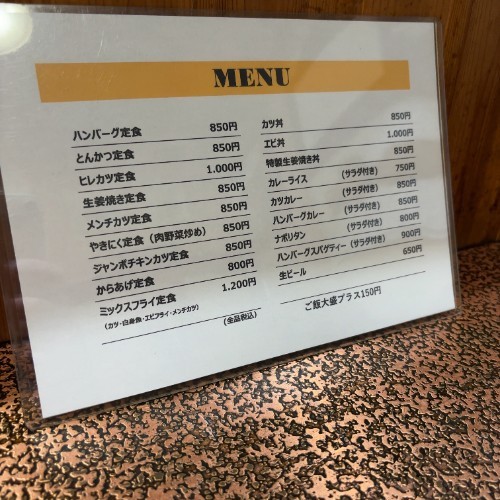 MENU
ハンバーグ定食 850円
とんかつ定食 850円
ヒレカツ定食 1.000円
生姜焼き定食 850円
メンチカツ定食 850円
やきにく定食（肉野菜炒め） 850円
ジャンボチキンカツ定食 850円
からあげ定食 800円
ミックスフライ定食 1.200円
（カツ・白身魚・エビフライ・メンチカツ）
（全品税込）
カツ丼 850円
エビ丼 1.000円
特製生姜焼き丼 850円
カレーライス （サラダ付き） 750円
カツカレー （サラダ付き） 850円
ハンバーグカレー （サラダ付き） 850円
ナポリタン （サラダ付き） 800円
ハンバーグスパゲティー （サラダ付き） 900円
生ビール 650円
ご飯大盛プラス150円